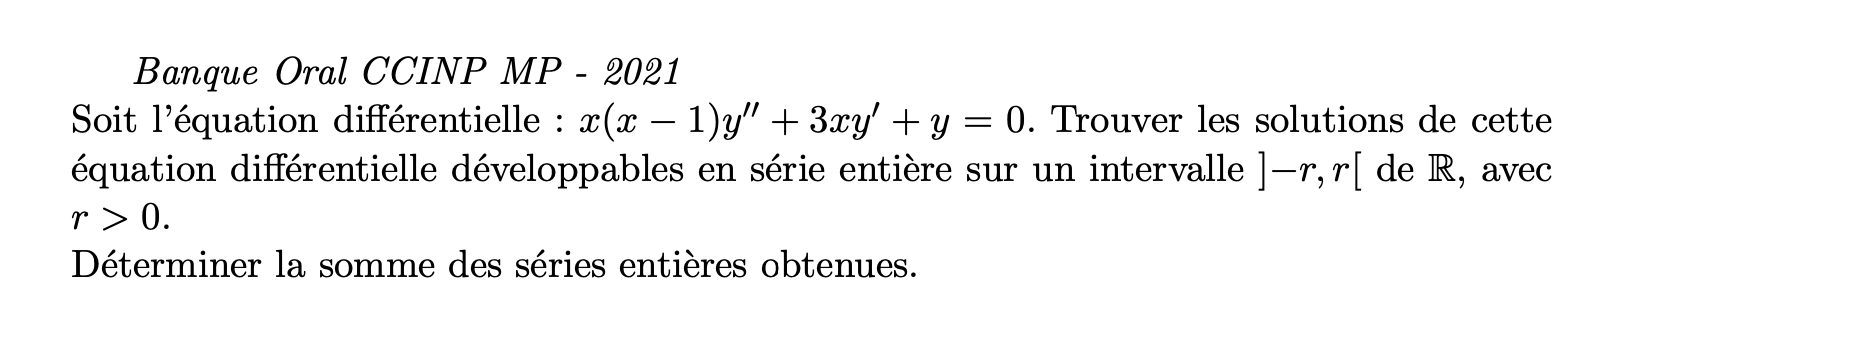 Banque Oral CCINP MP - 2021
Soit l'équation différentielle : x(x − 1)y″ + 3xy′ + y = 0. Trouver les solutions de cette
équation différentielle développables en série entière sur un intervalle ]−r, r[ de ℝ, avec
r > 0.
Déterminer la somme des séries entières obtenues.